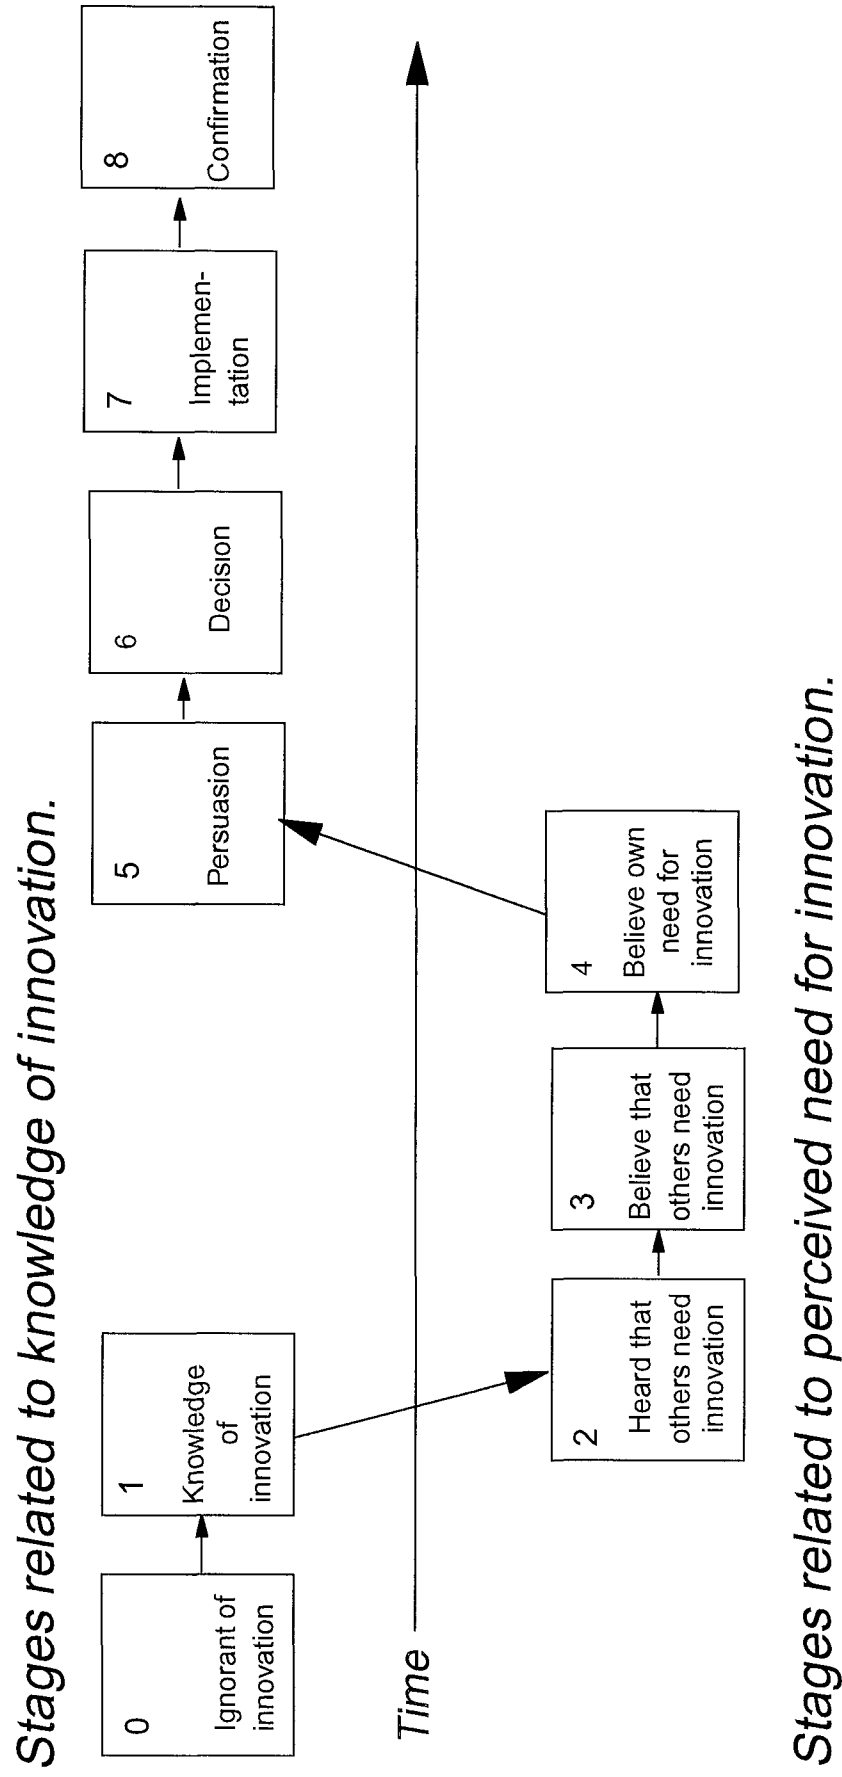 Stages related to knowledge of innovation.
0
Ignorant of
innovation
1
Knowledge
of
innovation
5
Persuasion
6
Decision
7
Implemen-
tation
8
Confirmation
Time
2
Heard that
others need
innovation
3
Believe that
others need
innovation
4
Believe own
need for
innovation
Stages related to perceived need for innovation.